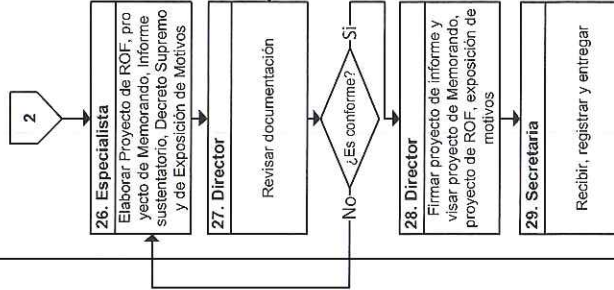 2
26. Especialista
Elaborar Proyecto de ROF, pro
yecto de Memorando, Informe
sustentatorio, Decreto Supremo
y de Exposición de Motivos
27. Director
Revisar documentación
¿Es conforme?
No
Si
28. Director
Firmar proyecto de informe y
visar proyecto de Memorando,
proyecto de ROF, exposición de
motivos
29. Secretaria
Recibir, registrar y entregar